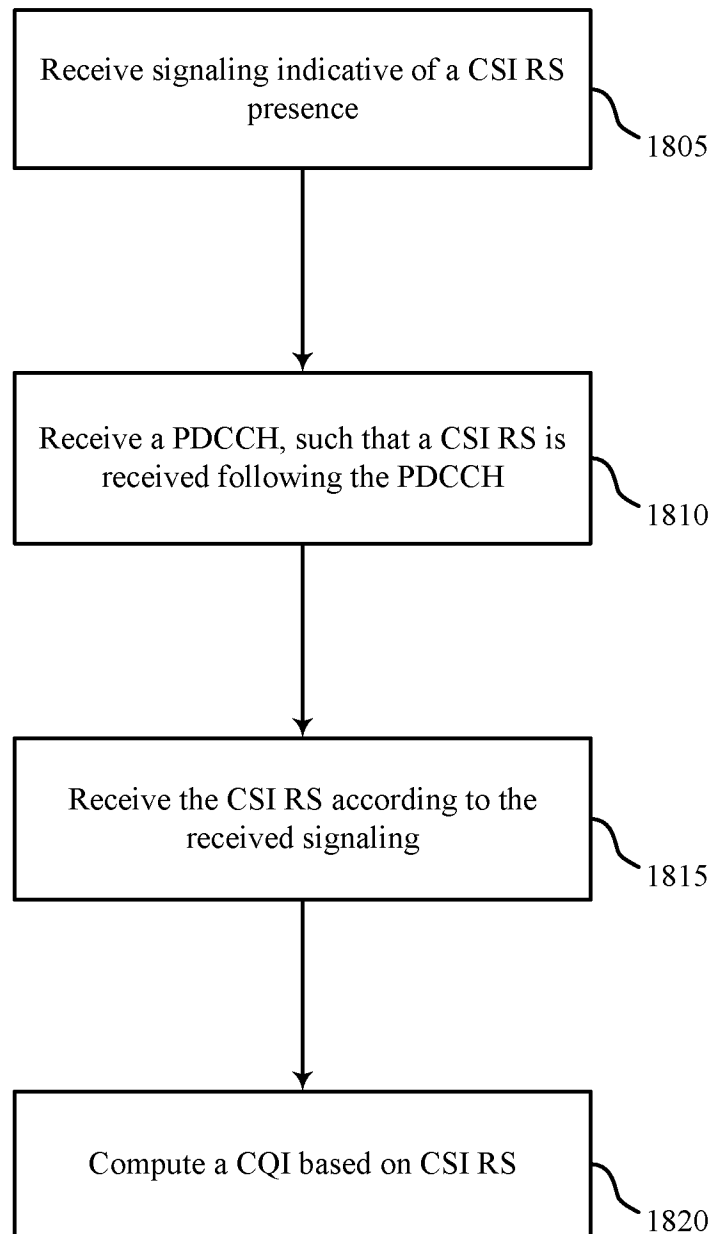 Receive signaling indicative of a CSI RS
presence
1805
Receive a PDCCH, such that a CSI RS is
received following the PDCCH
1810
Receive the CSI RS according to the
received signaling
1815
Compute a CQI based on CSI RS
1820